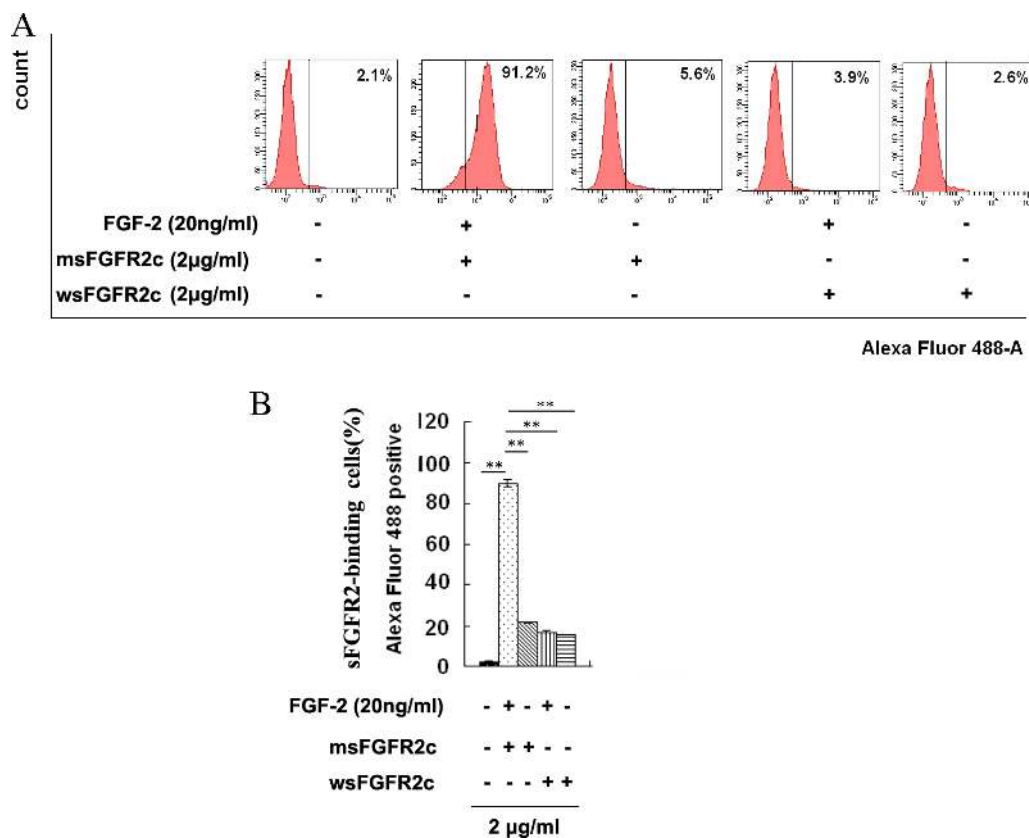 A
count
2.1%
91.2%
5.6%
3.9%
2.6%
FGF-2 (20ng/ml) - + - + -
msFGFR2c (2µg/ml) - + + - -
wsFGFR2c (2µg/ml) - - - + +
Alexa Fluor 488-A
B
sFGFR2-binding cells(%)
Alexa Fluor 488 positive
120
100
80
60
40
20
0
**
**
**
**
FGF-2 (20ng/ml) - + - + -
msFGFR2c - + + - -
wsFGFR2c - - - + +
2 µg/ml